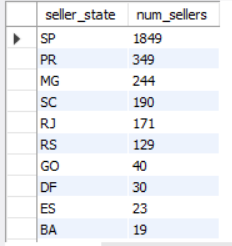 seller_state num_sellers
SP 1849
PR 349
MG 244
SC 190
RJ 171
RS 129
GO 40
DF 30
ES 23
BA 19